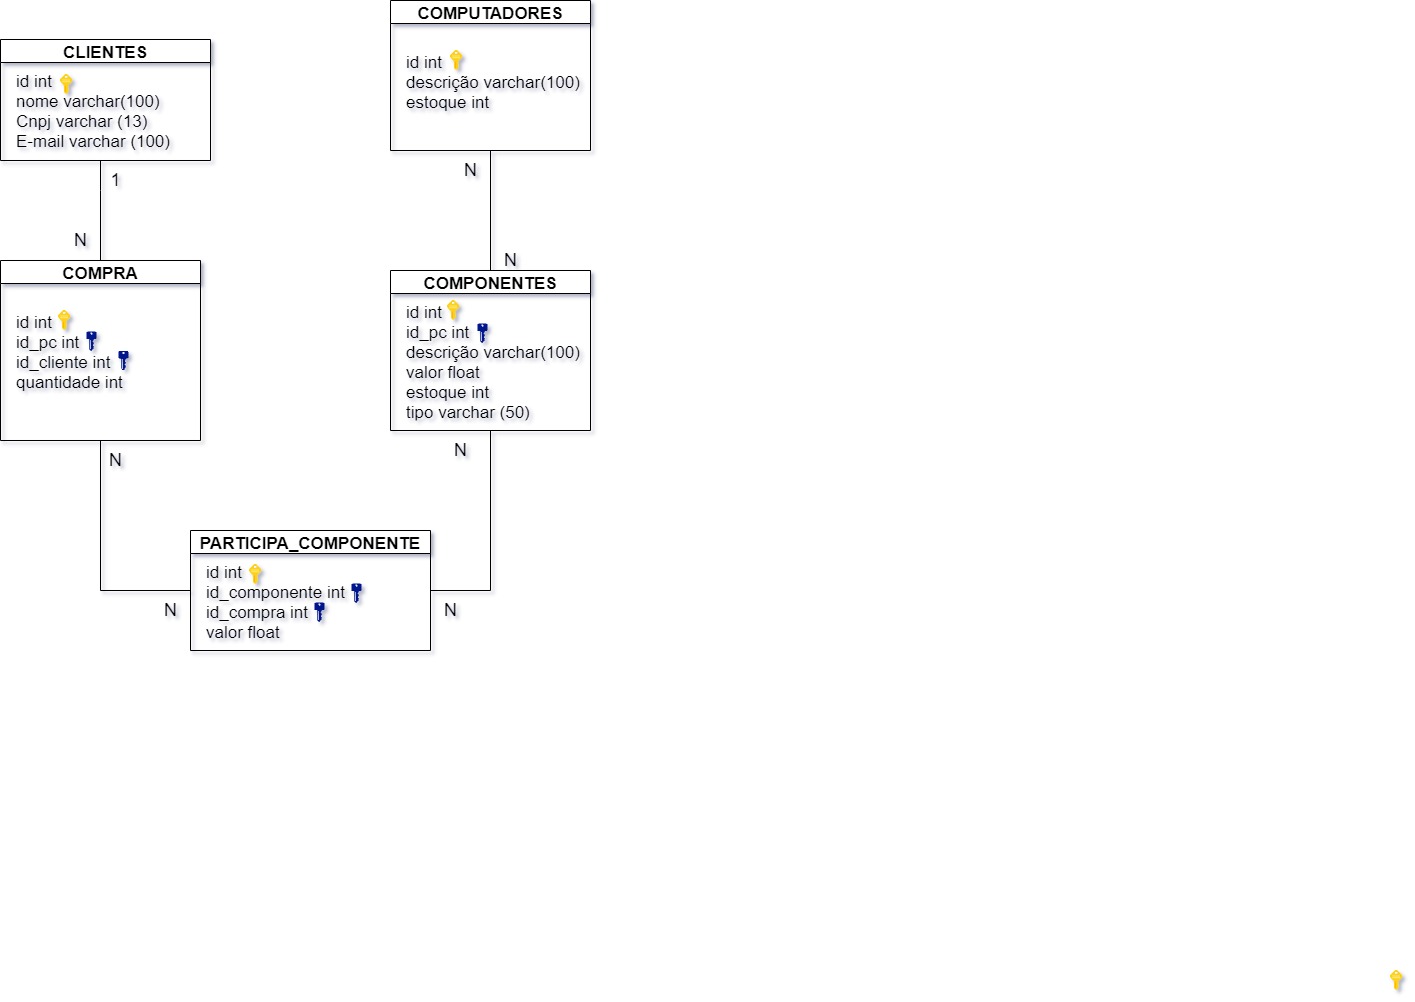 COMPUTADORES
id int
descrição varchar(100)
estoque int
CLIENTES
id int
nome varchar(100)
Cnpj varchar (13)
E-mail varchar (100)
1
N
N
N
COMPRA
id int
id_pc int
id_cliente int
quantidade int
COMPONENTES
id int
id_pc int
descrição varchar(100)
valor float
estoque int
tipo varchar (50)
N
N
PARTICIPA_COMPONENTE
id int
id_componente int
id_compra int
valor float
N
N